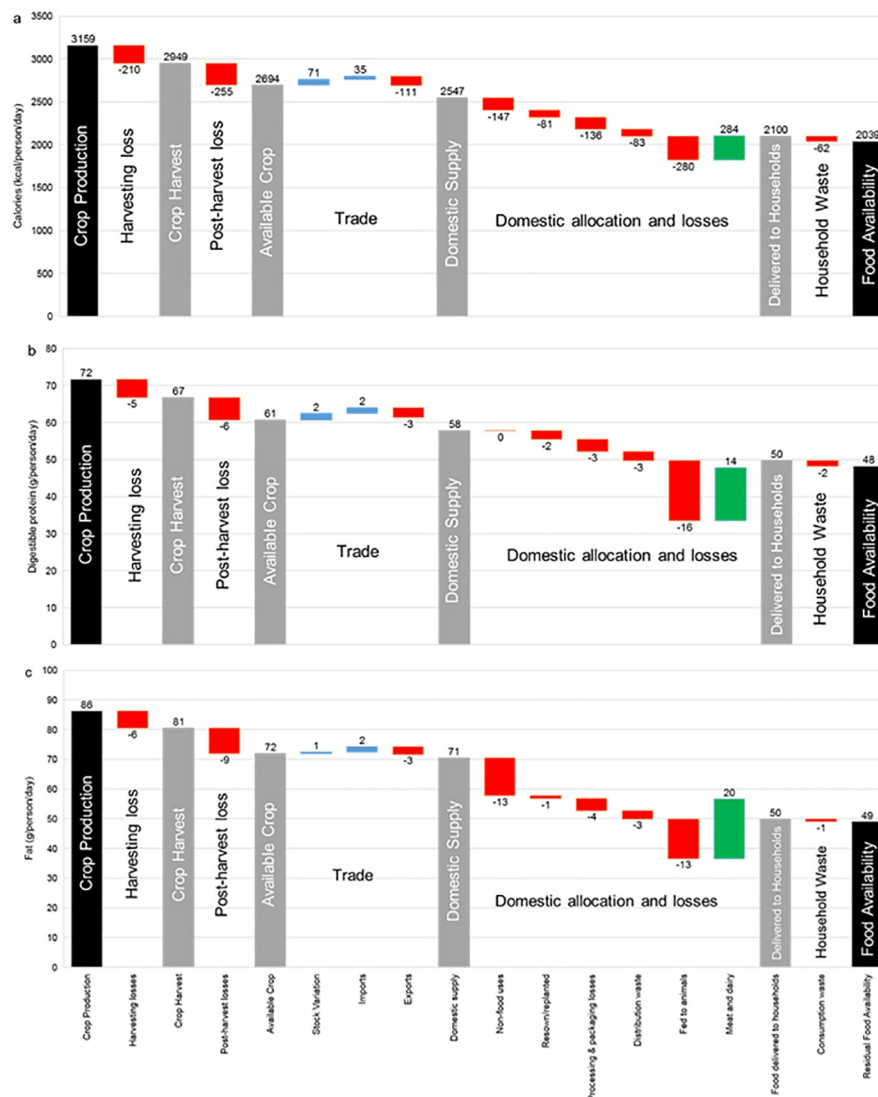 a
3500
3000
2500
2000
1500
1000
500
0
Calories (kcal/person/day)
3159
-210
2949
-255
2694
71
35
-111
2547
-147
-81
-136
-83
-280
284
2100
-62
2039
Crop Production
Harvesting loss
Crop Harvest
Post-harvest loss
Available Crop
Trade
Domestic Supply
Domestic allocation and losses
Delivered to Households
Household Waste
Food Availability
b
80
70
60
50
40
30
20
10
0
Digestible protein (g/person/day)
72
-5
67
-6
61
2
2
-3
58
0
-2
-3
-3
-16
14
50
-2
48
Crop Production
Harvesting loss
Crop Harvest
Post-harvest loss
Available Crop
Trade
Domestic Supply
Domestic allocation and losses
Delivered to Households
Household Waste
Food Availability
c
100
90
80
70
60
50
40
30
20
10
0
Fat (g/person/day)
86
-6
81
-9
72
1
2
-3
71
-13
-1
-4
-3
-13
20
50
-1
49
Crop Production
Harvesting loss
Crop Harvest
Post-harvest loss
Available Crop
Trade
Domestic Supply
Domestic allocation and losses
Delivered to Households
Household Waste
Food Availability
Crop Production
Harvesting losses
Crop Harvest
Post-harvest losses
Available Crop
Stock Variation
Imports
Exports
Domestic supply
Non-food uses
Resown/replanted
Processing & packaging losses
Distribution waste
Fed to animals
Meat and dairy
Food delivered to households
Consumption waste
Residual Food Availability